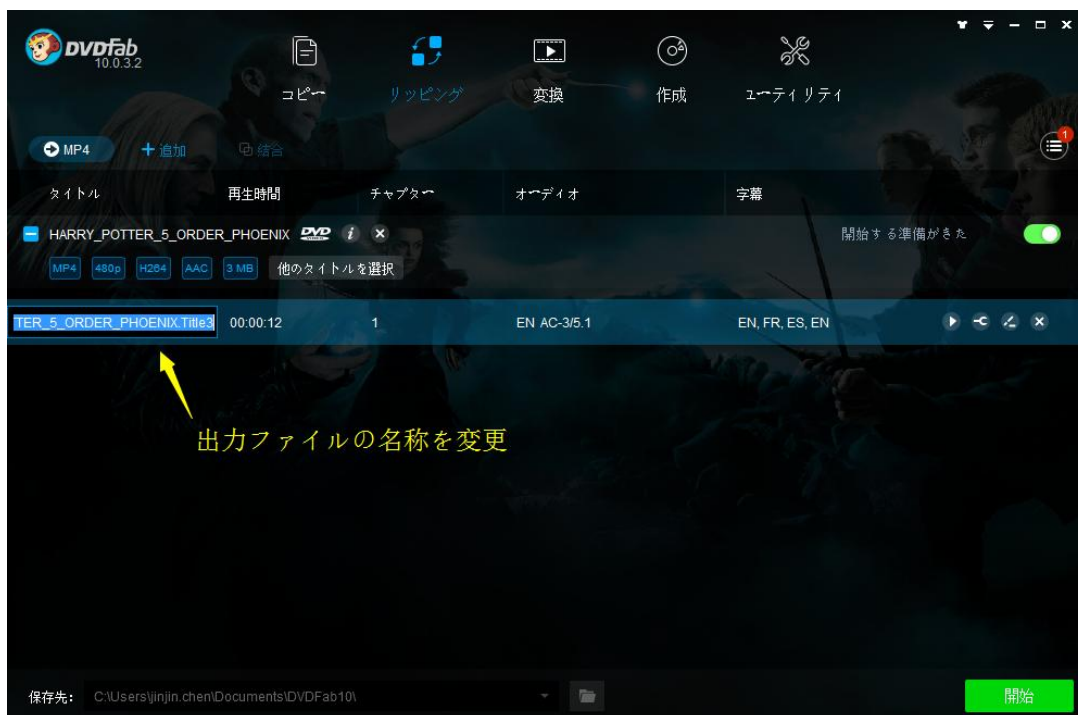 DVDFab
10.0.3.2
コピー
リッピング
変換
作成
ユーティリティ
MP4
追加
結合
1
タイトル
再生時間
チャプター
オーディオ
字幕
HARRY_POTTER_5_ORDER_PHOENIX DVD i
開始する準備がきた
MP4 480p H264 AAC 3 MB 他のタイトルを選択
TER_5_ORDER_PHOENIX.Title3 00:00:12 1 EN AC-3/5.1 EN, FR, ES, EN
出力ファイルの名称を変更
保存先: C:\Users\jinjin.chen\Documents\DVDFab10\
開始